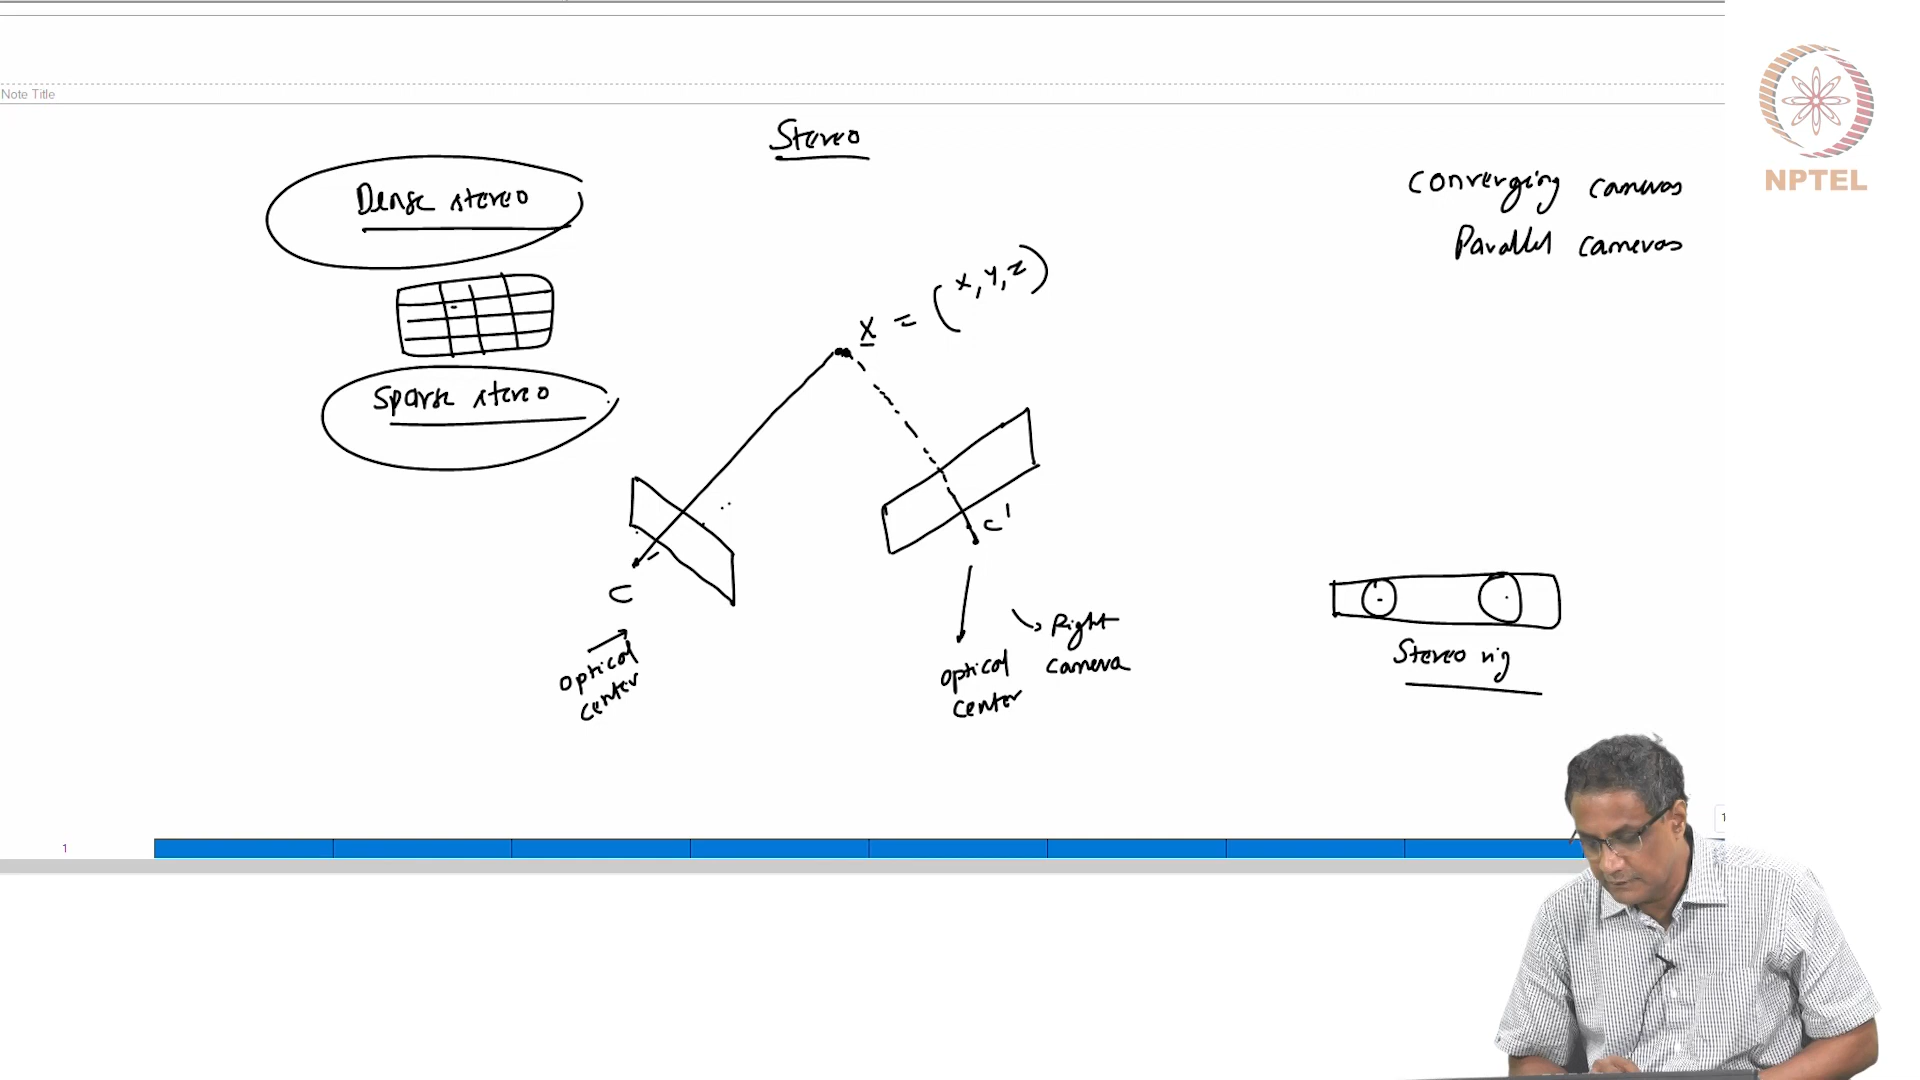 Note Title
Stereo
Dense stereo
Sparse stereo
Converging cameras
Parallel cameras
X = (X, Y, Z)
C
optical
center
C'
optical
center
Right
camera
Stereo rig
NPTEL
1
1